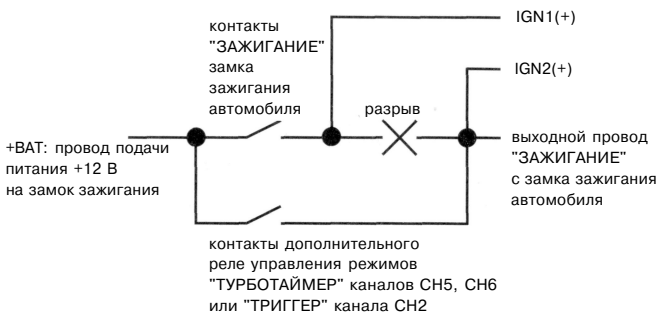 контакты
"ЗАЖИГАНИЕ"
замка
зажигания
автомобиля
IGN1(+)
IGN2(+)
разрыв
+BAT: провод подачи
питания +12 В
на замок зажигания
выходной провод
"ЗАЖИГАНИЕ"
с замка зажигания
автомобиля
контакты дополнительного
реле управления режимов
"ТУРБОТАЙМЕР" каналов CH5, CH6
или "ТРИГГЕР" канала CH2